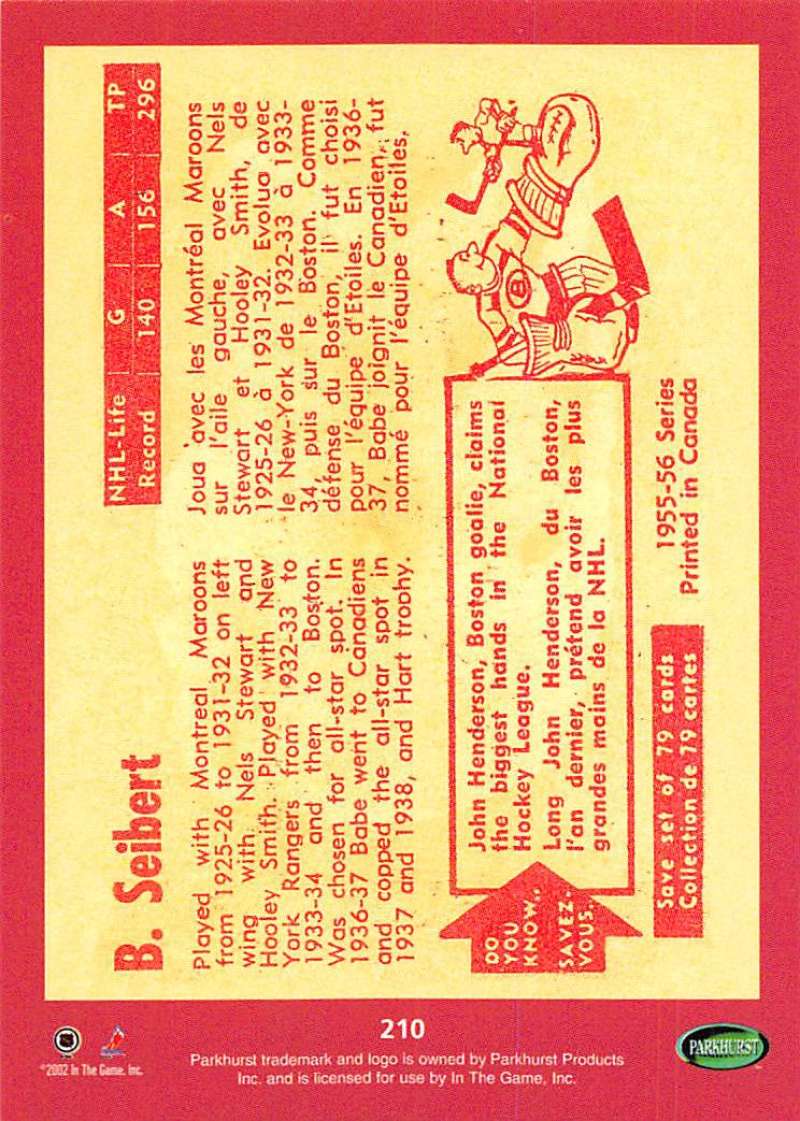 B. Seibert
NHL-Life G A TP
Record 140 156 296
Played with Montreal Maroons
from 1925-26 to 1931-32 on left
wing with Nels Stewart and
Hooley Smith. Played with New
York Rangers from 1932-33 to
1933-34 and then to Boston.
Was chosen for all-star spot. In
1936-37 Babe went to Canadiens
and copped the all-star spot in
1937 and 1938, and Hart trophy.
Joua avec les Montréal Maroons
sur l'aile gauche, avec Nels
Stewart et Hooley Smith, de
1925-26 à 1931-32. Evolua avec
le New-York de 1932-33 à 1933-
34, puis sur le Boston. Comme
défense du Boston, il fut choisi
pour l'équipe d'Etoiles. En 1936-
37, Babe joignit le Canadien, fut
nommé pour l'équipe d'Etoiles,
DO
YOU
KNOW..
SAVEZ-
VOUS..
John Henderson, Boston goalie, claims
the biggest hands in the National
Hockey League.
Long John Henderson, du Boston,
l'an dernier, prétend avoir les plus
grandes mains de la NHL.
B
Save set of 79 cards
Collection de 79 cartes
1955-56 Series
Printed in Canada
210
Parkhurst trademark and logo is owned by Parkhurst Products
Inc. and is licensed for use by In The Game, Inc.
©2002 In The Game, Inc.
PARKHURST